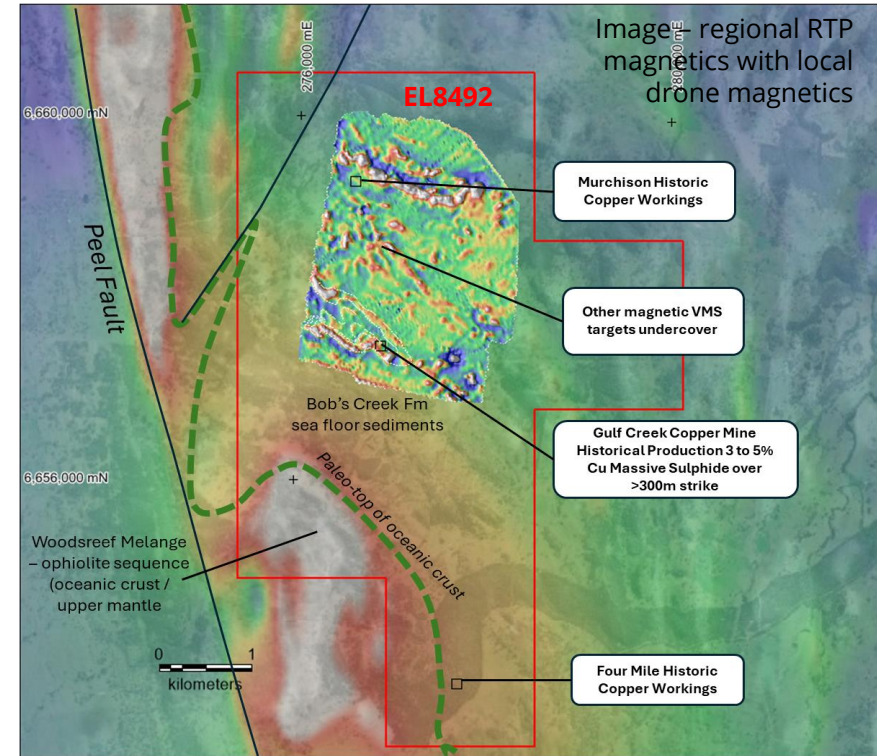 Image – regional RTP
magnetics with local
drone magnetics
276,000 mE
EL8492
6,660,000 mN
Murchison Historic
Copper Workings
Peel Fault
Other magnetic VMS
targets undercover
Bob's Creek Fm
sea floor sediments
Gulf Creek Copper Mine
Historical Production 3 to 5%
Cu Massive Sulphide over
>300m strike
6,656,000 mN
Paleo-top of oceanic crust
Woodsreef Melange
– ophiolite sequence
(oceanic crust /
upper mantle
0 1
kilometers
Four Mile Historic
Copper Workings